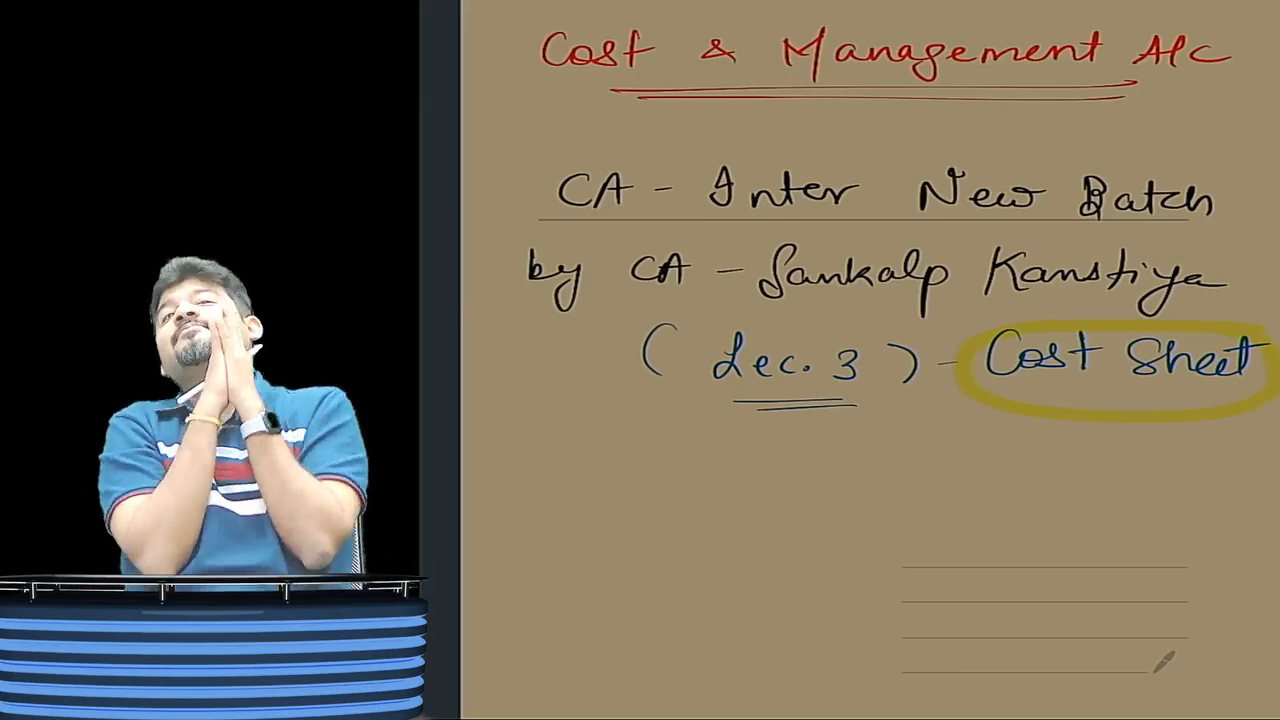 Cost & Management A/c
CA - Inter New Batch
by CA - Sankalp Kanstiya
( Lec. 3 ) - Cost Sheet